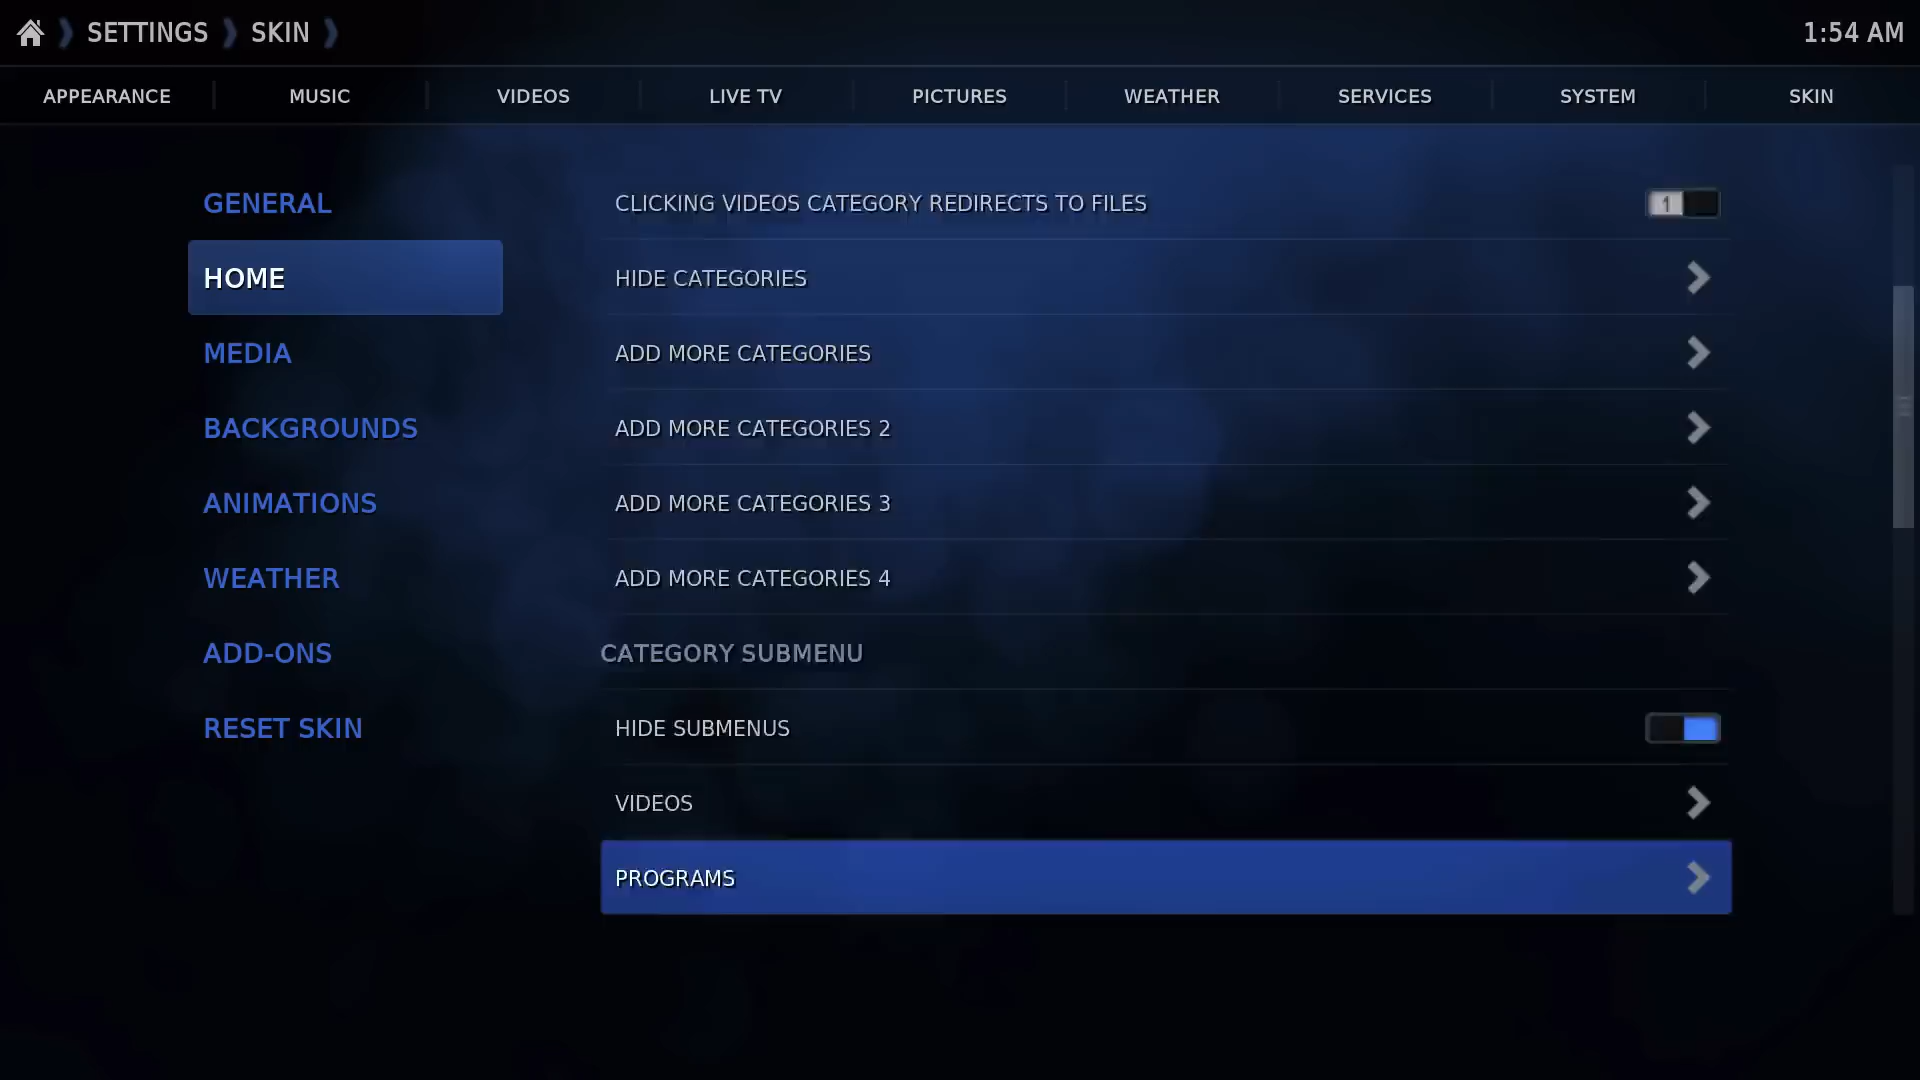 SETTINGS SKIN
1:54 AM
APPEARANCE MUSIC VIDEOS LIVE TV PICTURES WEATHER SERVICES SYSTEM SKIN
GENERAL
HOME
MEDIA
BACKGROUNDS
ANIMATIONS
WEATHER
ADD-ONS
RESET SKIN
CLICKING VIDEOS CATEGORY REDIRECTS TO FILES
1
HIDE CATEGORIES
ADD MORE CATEGORIES
ADD MORE CATEGORIES 2
ADD MORE CATEGORIES 3
ADD MORE CATEGORIES 4
CATEGORY SUBMENU
HIDE SUBMENUS
VIDEOS
PROGRAMS